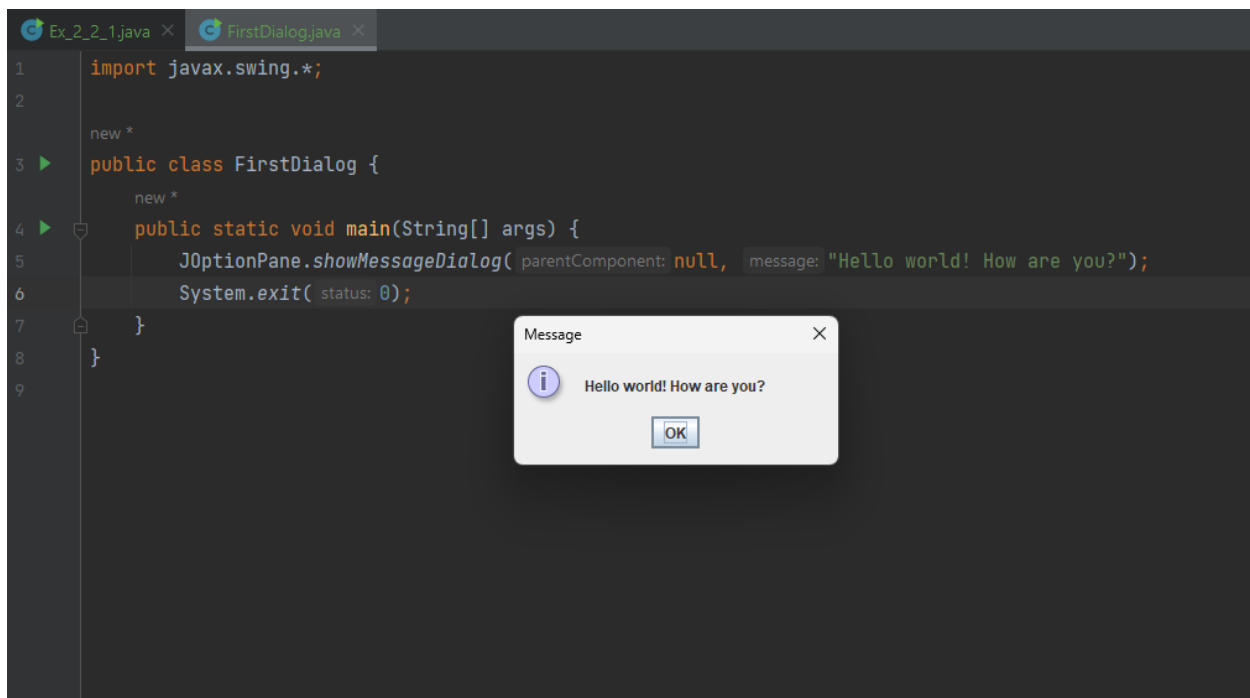 Ex_2_2_1.java FirstDialog.java
1 import javax.swing.*;
2
new *
3 public class FirstDialog {
new *
4 public static void main(String[] args) {
5 JOptionPane.showMessageDialog( parentComponent: null, message: "Hello world! How are you?");
6 System.exit( status: 0);
7 }
8 }
9
Message
i
Hello world! How are you?
OK